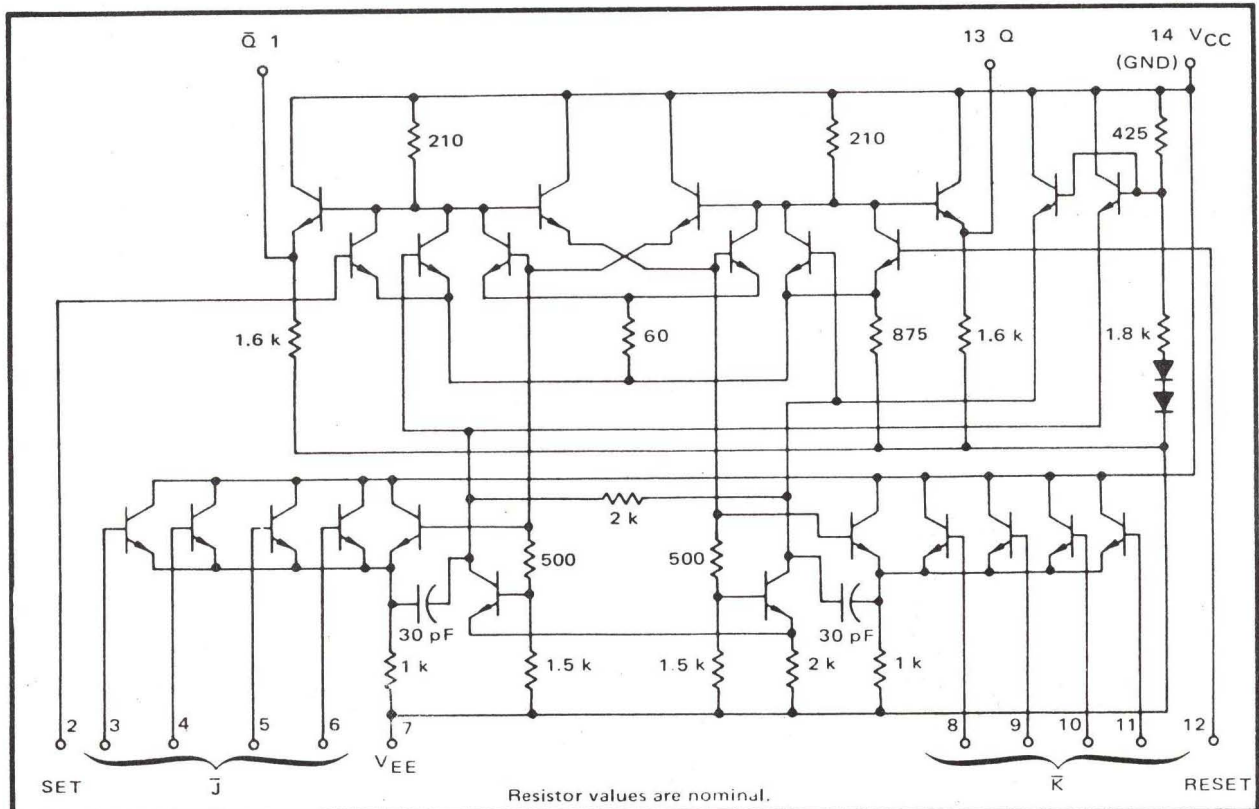 Q̄ 1
13 Q
14 VCC
(GND)
210
210
425
1.6 k
60
875
1.6 k
1.8 k
2 k
500
500
30 pF
30 pF
1 k
1.5 k
1.5 k
2 k
1 k
2
3
4
5
6
7
8
9
10
11
12
SET
J̄
VEE
K̄
RESET
Resistor values are nominal.